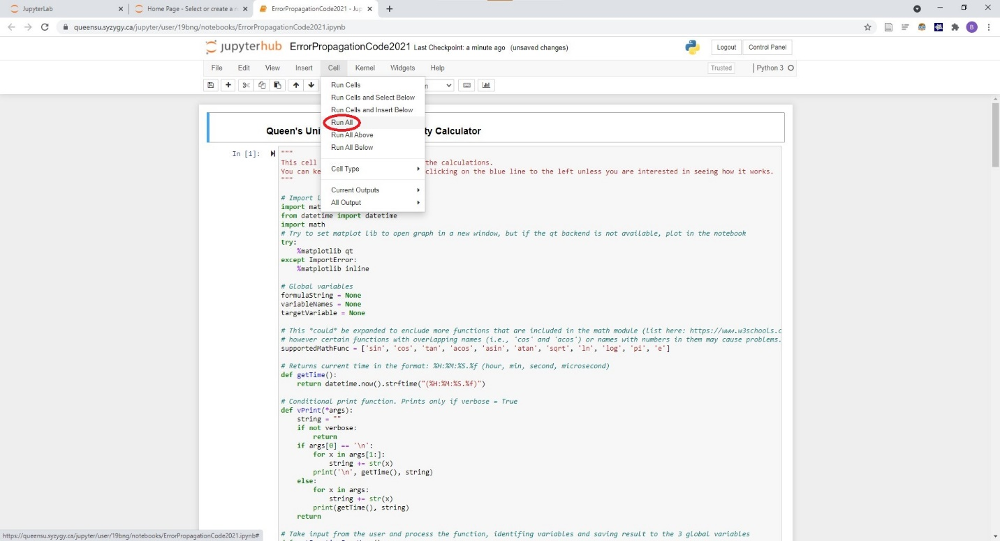 JupyterLab
Home Page - Select or create a n
ErrorPropagationCode2021 - Jup
queensu.syzygy.ca/jupyter/user/19bng/notebooks/ErrorPropagationCode2021.ipynb
B
jupyterhub ErrorPropagationCode2021 Last Checkpoint: a minute ago (unsaved changes)
Logout Control Panel
File Edit View Insert Cell Kernel Widgets Help
Trusted Python 3
n
Run Cells
Run Cells and Select Below
Run Cells and Insert Below
Run All
Run All Above
Run All Below
Cell Type
Current Outputs
All Output
Queen's Uni ty Calculator
In [1]:
"""
This cell the calculations.
You can ke clicking on the blue line to the left unless you are interested in seeing how it works.
"""
# Import L
import mat
from datetime import datetime
import math
# Try to set matplot lib to open graph in a new window, but if the qt backend is not available, plot in the notebook
try:
%matplotlib qt
except ImportError:
%matplotlib inline
# Global variables
formulaString = None
variableNames = None
targetVariable = None
# This *could* be expanded to enclude more functions that are included in the math module (list here: https://www.w3schools.c
# however certain functions with overlapping names (i.e., 'cos' and 'acos') or names with numbers in them may cause problems.
supportedMathFunc = ['sin', 'cos', 'tan', 'acos', 'asin', 'atan', 'sqrt', 'ln', 'log', 'pi', 'e']
# Returns current time in the format: %H:%M:%S.%f (hour, min, second, microsecond)
def getTime():
return datetime.now().strftime("(%H:%M:%S.%f)")
# Conditional print function. Prints only if verbose = True
def vPrint(*args):
string = ""
if not verbose:
return
if args[0] == '\n':
for x in args[1:]:
string += str(x)
print('\n', getTime(), string)
else:
for x in args:
string += str(x)
print(getTime(), string)
return
# Take input from the user and process the function, identifing variables and saving result to the 3 global variables
https://queensu.syzygy.ca/jupyter/user/19bng/notebooks/ErrorPropagationCode2021.ipynb#